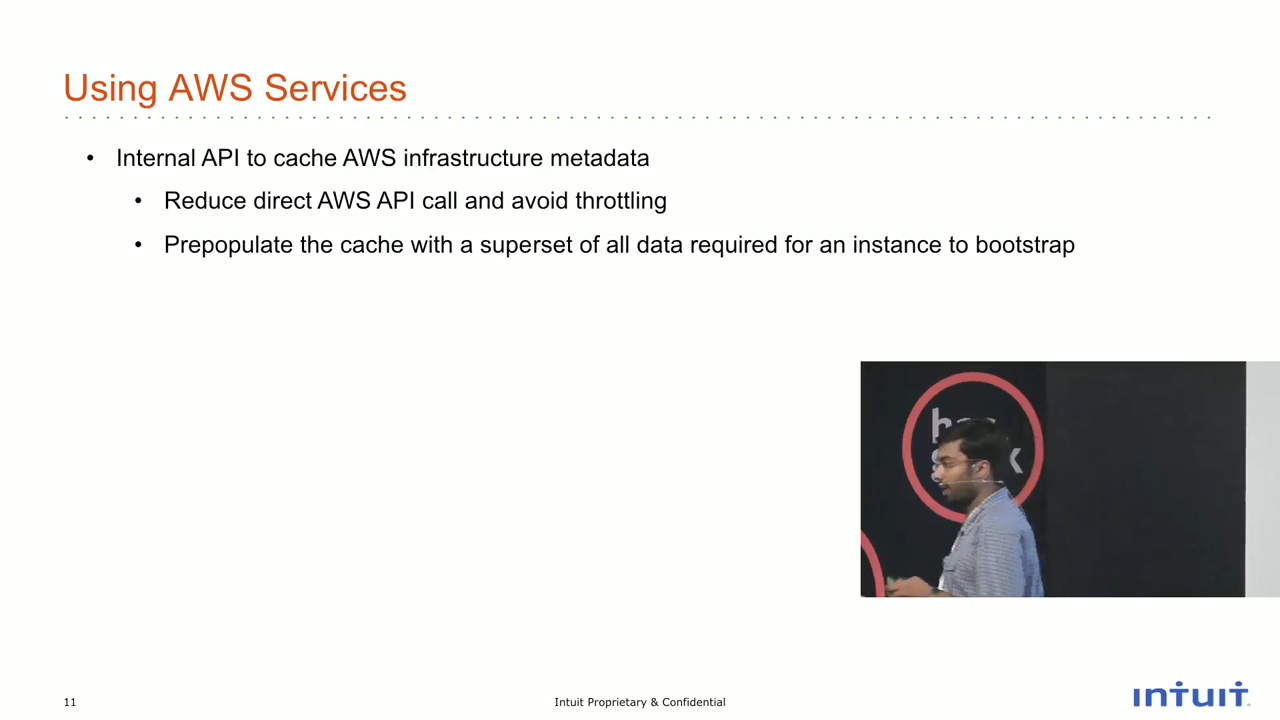 Using AWS Services
• Internal API to cache AWS infrastructure metadata
• Reduce direct AWS API call and avoid throttling
• Prepopulate the cache with a superset of all data required for an instance to bootstrap
11
Intuit Proprietary & Confidential
intuit